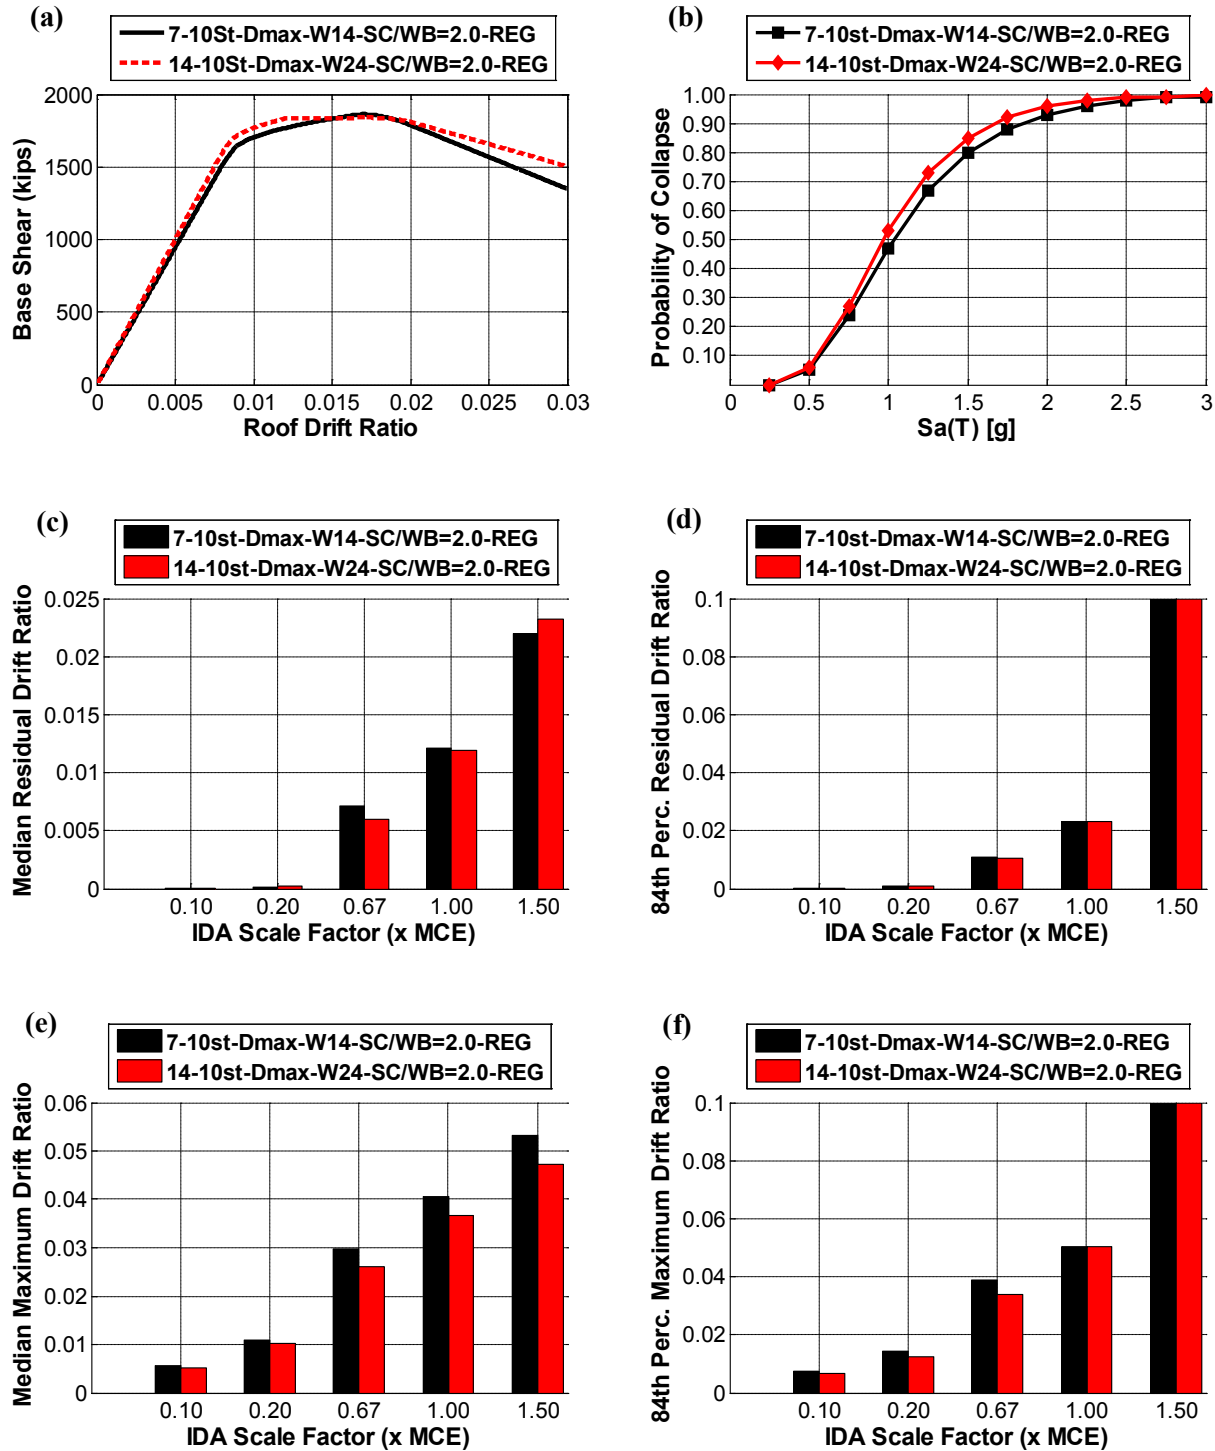 (a)
7-10St-Dmax-W14-SC/WB=2.0-REG
14-10St-Dmax-W24-SC/WB=2.0-REG
2000
1500
1000
500
0
Base Shear (kips)
0 0.005 0.01 0.015 0.02 0.025 0.03
Roof Drift Ratio
(b)
7-10st-Dmax-W14-SC/WB=2.0-REG
14-10st-Dmax-W24-SC/WB=2.0-REG
1.00
0.90
0.80
0.70
0.60
0.50
0.40
0.30
0.20
0.10
Probability of Collapse
0 0.5 1 1.5 2 2.5 3
Sa(T) [g]
(c)
7-10st-Dmax-W14-SC/WB=2.0-REG
14-10st-Dmax-W24-SC/WB=2.0-REG
0.025
0.02
0.015
0.01
0.005
0
Median Residual Drift Ratio
0.10 0.20 0.67 1.00 1.50
IDA Scale Factor (x MCE)
(d)
7-10st-Dmax-W14-SC/WB=2.0-REG
14-10st-Dmax-W24-SC/WB=2.0-REG
0.1
0.08
0.06
0.04
0.02
0
84th Perc. Residual Drift Ratio
0.10 0.20 0.67 1.00 1.50
IDA Scale Factor (x MCE)
(e)
7-10st-Dmax-W14-SC/WB=2.0-REG
14-10st-Dmax-W24-SC/WB=2.0-REG
0.06
0.05
0.04
0.03
0.02
0.01
0
Median Maximum Drift Ratio
0.10 0.20 0.67 1.00 1.50
IDA Scale Factor (x MCE)
(f)
7-10st-Dmax-W14-SC/WB=2.0-REG
14-10st-Dmax-W24-SC/WB=2.0-REG
0.1
0.08
0.06
0.04
0.02
0
84th Perc. Maximum Drift Ratio
0.10 0.20 0.67 1.00 1.50
IDA Scale Factor (x MCE)